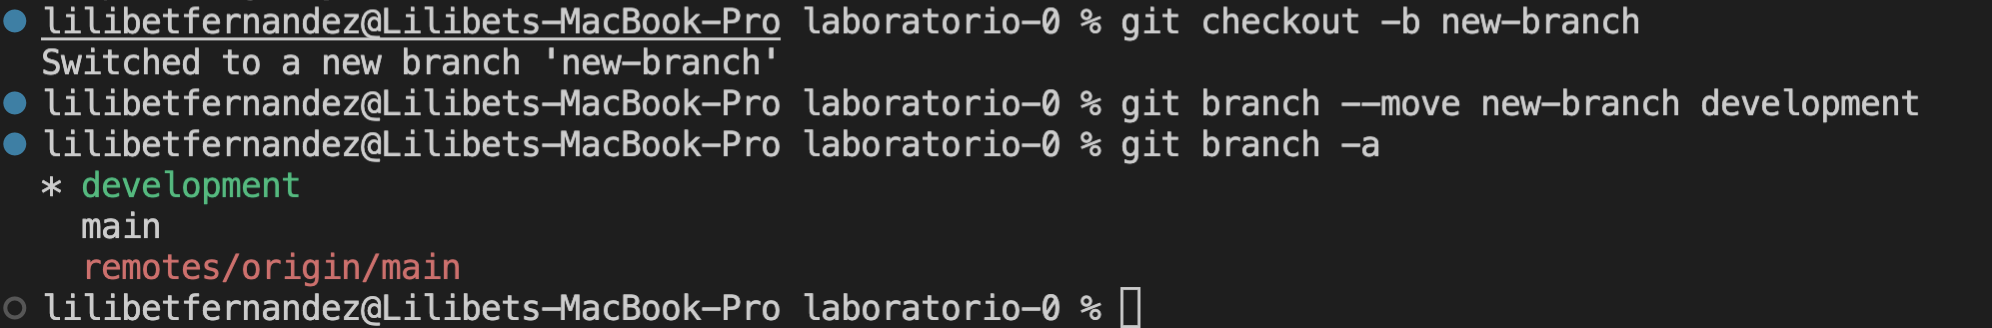 lilibetfernandez@Lilibets-MacBook-Pro laboratorio-0 % git checkout -b new-branch
Switched to a new branch 'new-branch'
lilibetfernandez@Lilibets-MacBook-Pro laboratorio-0 % git branch --move new-branch development
lilibetfernandez@Lilibets-MacBook-Pro laboratorio-0 % git branch -a
* development
  main
  remotes/origin/main
lilibetfernandez@Lilibets-MacBook-Pro laboratorio-0 %